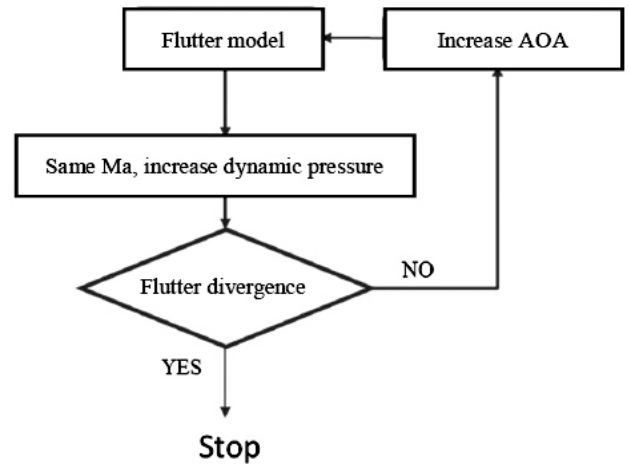 Flutter model
Increase AOA
Same Ma, increase dynamic pressure
Flutter divergence
NO
YES
Stop